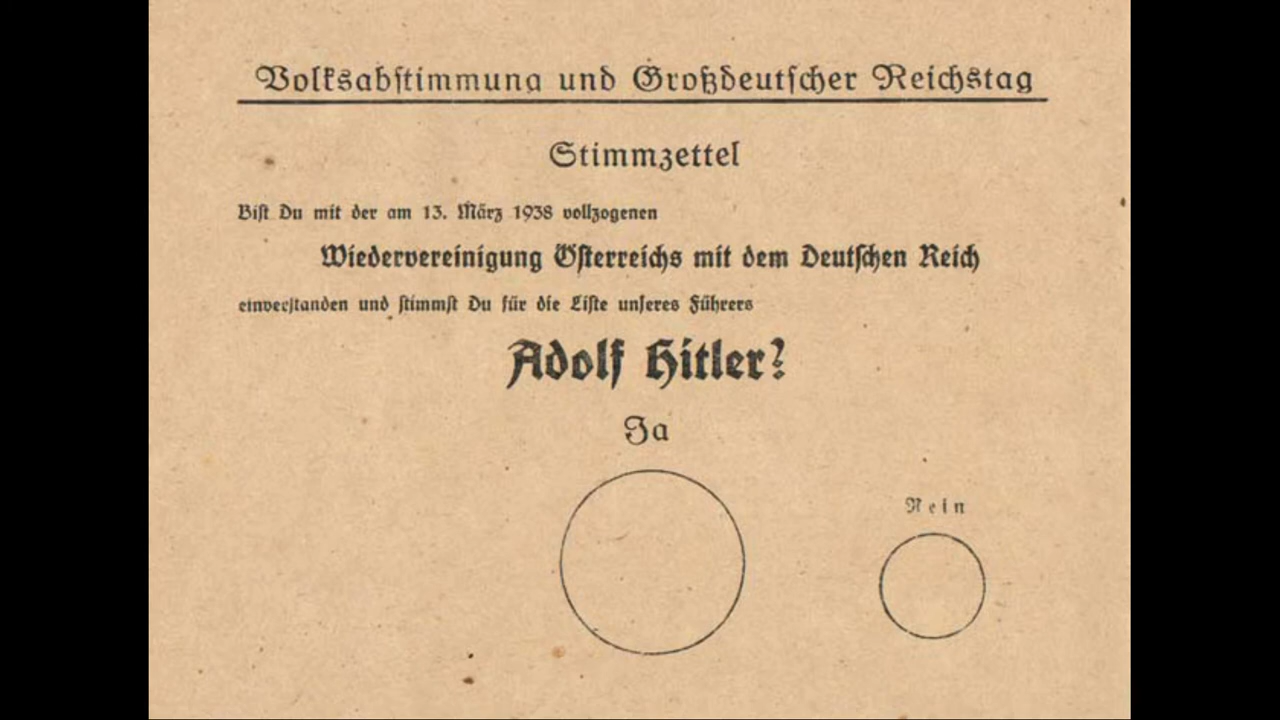 Volksabstimmung und Großdeutscher Reichstag
Stimmzettel
Bist Du mit der am 13. März 1938 vollzogenen
Wiedervereinigung Österreichs mit dem Deutschen Reich
einverstanden und stimmst Du für die Liste unseres Führers
Adolf Hitler?
Ja
Nein